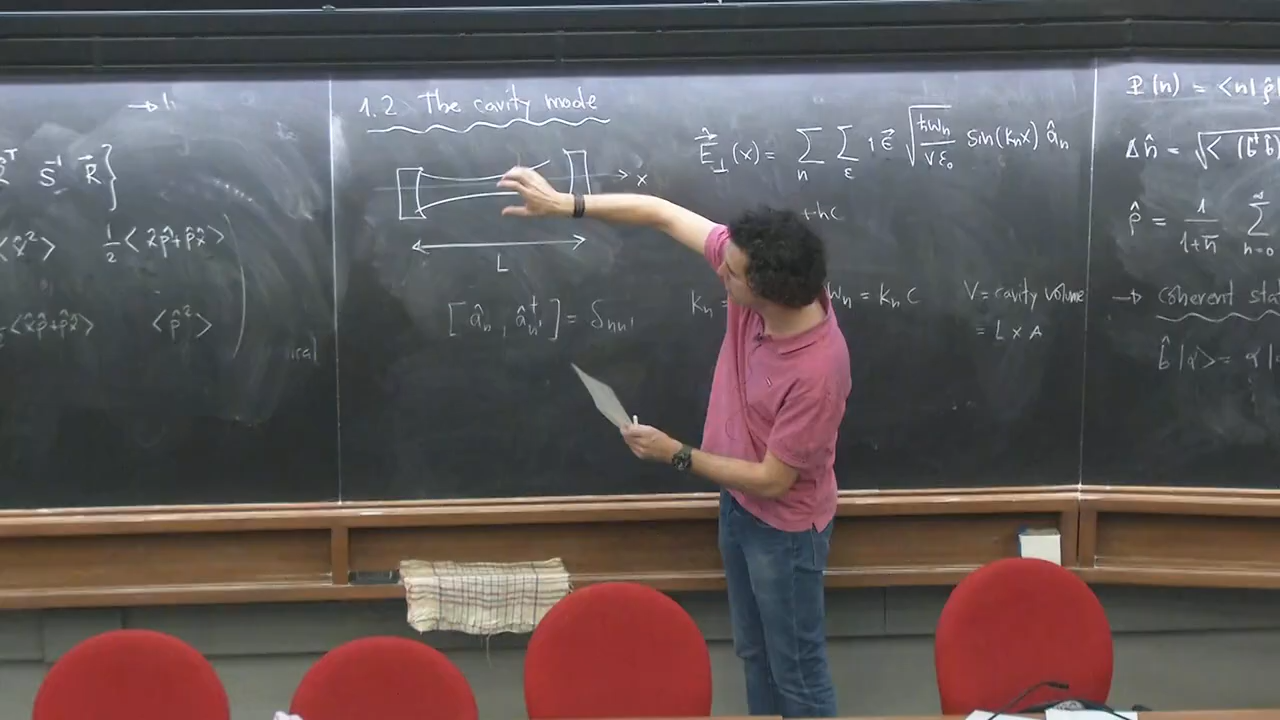 → h
S⃗⁻¹ R⃗ }
⟨x̂²⟩ ½⟨x̂p̂+p̂x̂⟩
⟨x̂p̂+p̂x̂⟩ ⟨p̂²⟩
1.2 The cavity mode
x
L
[â_n, â†_n'] = δ_nn'
Ê⃗_⊥(x) = Σ_n Σ_ε i ε⃗ √(ħω_n / Vε₀) sin(k_n x) â_n
+hc
k_n = ω_n = k_n c V = cavity volume
= L x A
P(n) = <n| ρ̂|
Δn̂ = √< (b̂†b̂)
ρ̂ = 1/(1+n̄) ∞ Σ n=0
→ coherent sta
b̂ |α> = α|